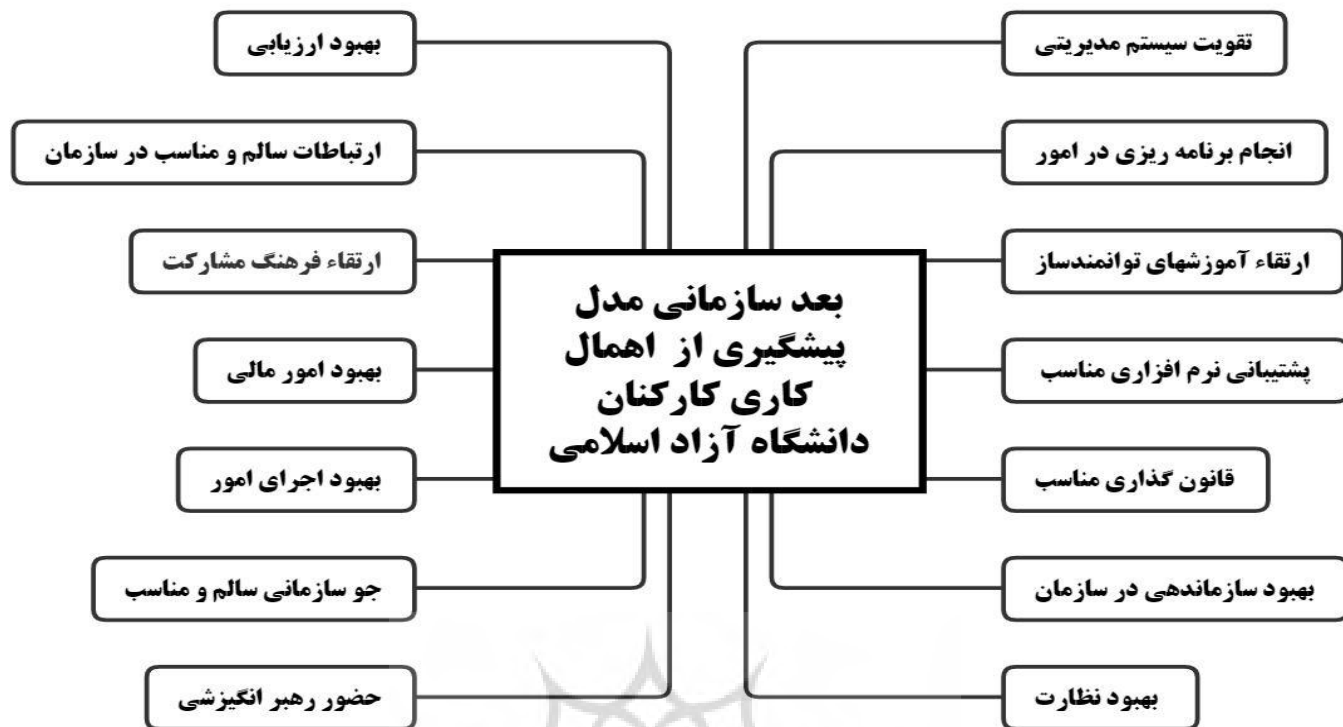 تقویت سیستم مدیریتی
انجام برنامه ریزی در امور
ارتقاء آموزشهای توانمندساز
پشتیبانی نرم افزاری مناسب
قانون گذاری مناسب
بهبود سازماندهی در سازمان
بهبود نظارت
بعد سازمانی مدل
پیشگیری از اهمال
کاری کارکنان
دانشگاه آزاد اسلامی
بهبود ارزیابی
ارتباطات سالم و مناسب در سازمان
ارتقاء فرهنگ مشارکت
بهبود امور مالی
بهبود اجرای امور
جو سازمانی سالم و مناسب
حضور رهبر انگیزشی